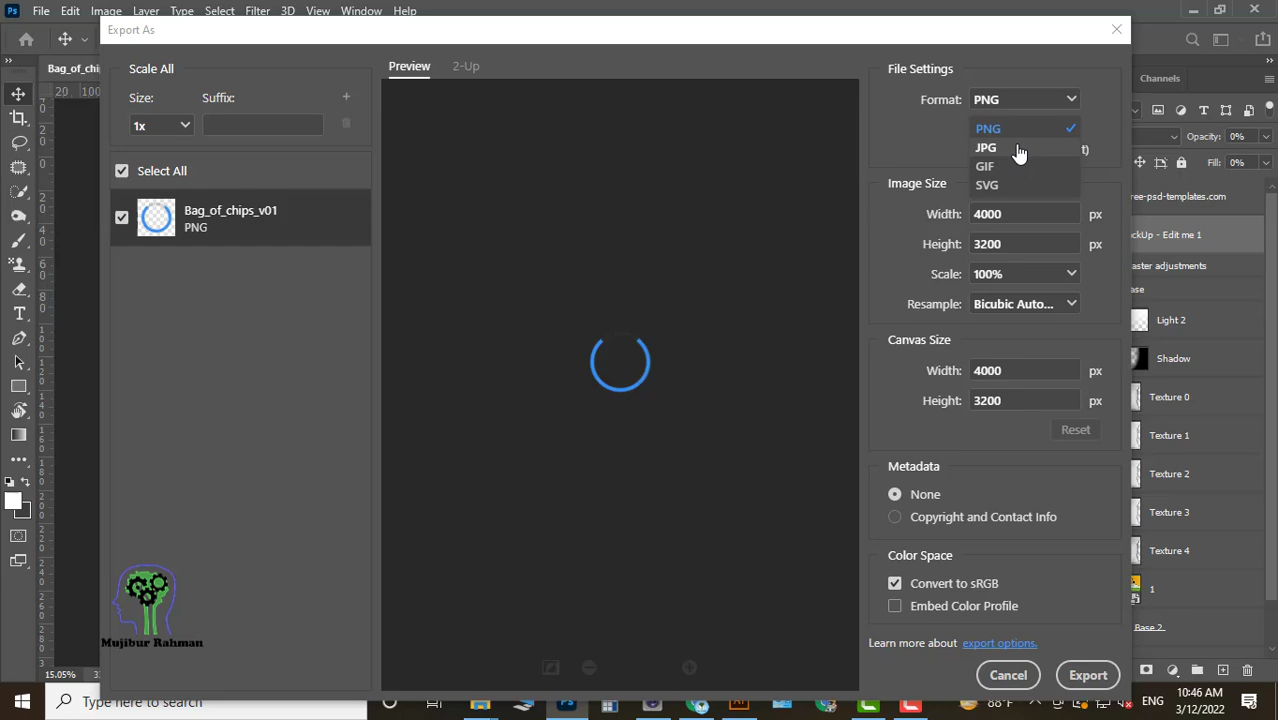 Ps File Edit Image Layer Type Select Filter 3D View Window Help
Export As
Bag_of_chi
20 100
Scale All
Size: Suffix:
1x
Select All
Bag_of_chips_v01
PNG
Preview 2-Up
File Settings
Format: PNG
PNG
JPG
GIF
SVG
t)
Image Size
Width: 4000 px
Height: 3200 px
Scale: 100%
Resample: Bicubic Auto...
Canvas Size
Width: 4000 px
Height: 3200 px
Reset
Metadata
None
Copyright and Contact Info
Color Space
Convert to sRGB
Embed Color Profile
Learn more about export options.
Cancel Export
Channels
Opacity: 0%
Fill: 0%
ree-psd-templates.com
ckUp - Edit me 1
aster adjustments
ase
Light 2
Shadow
Texture 0
Texture 1
Texture 2
Texture 3
Texture 4
1
Base 2
Mujibur Rahman
15.05%
Type here to search
88°F
ENG
10:46 AM
3/12/2022